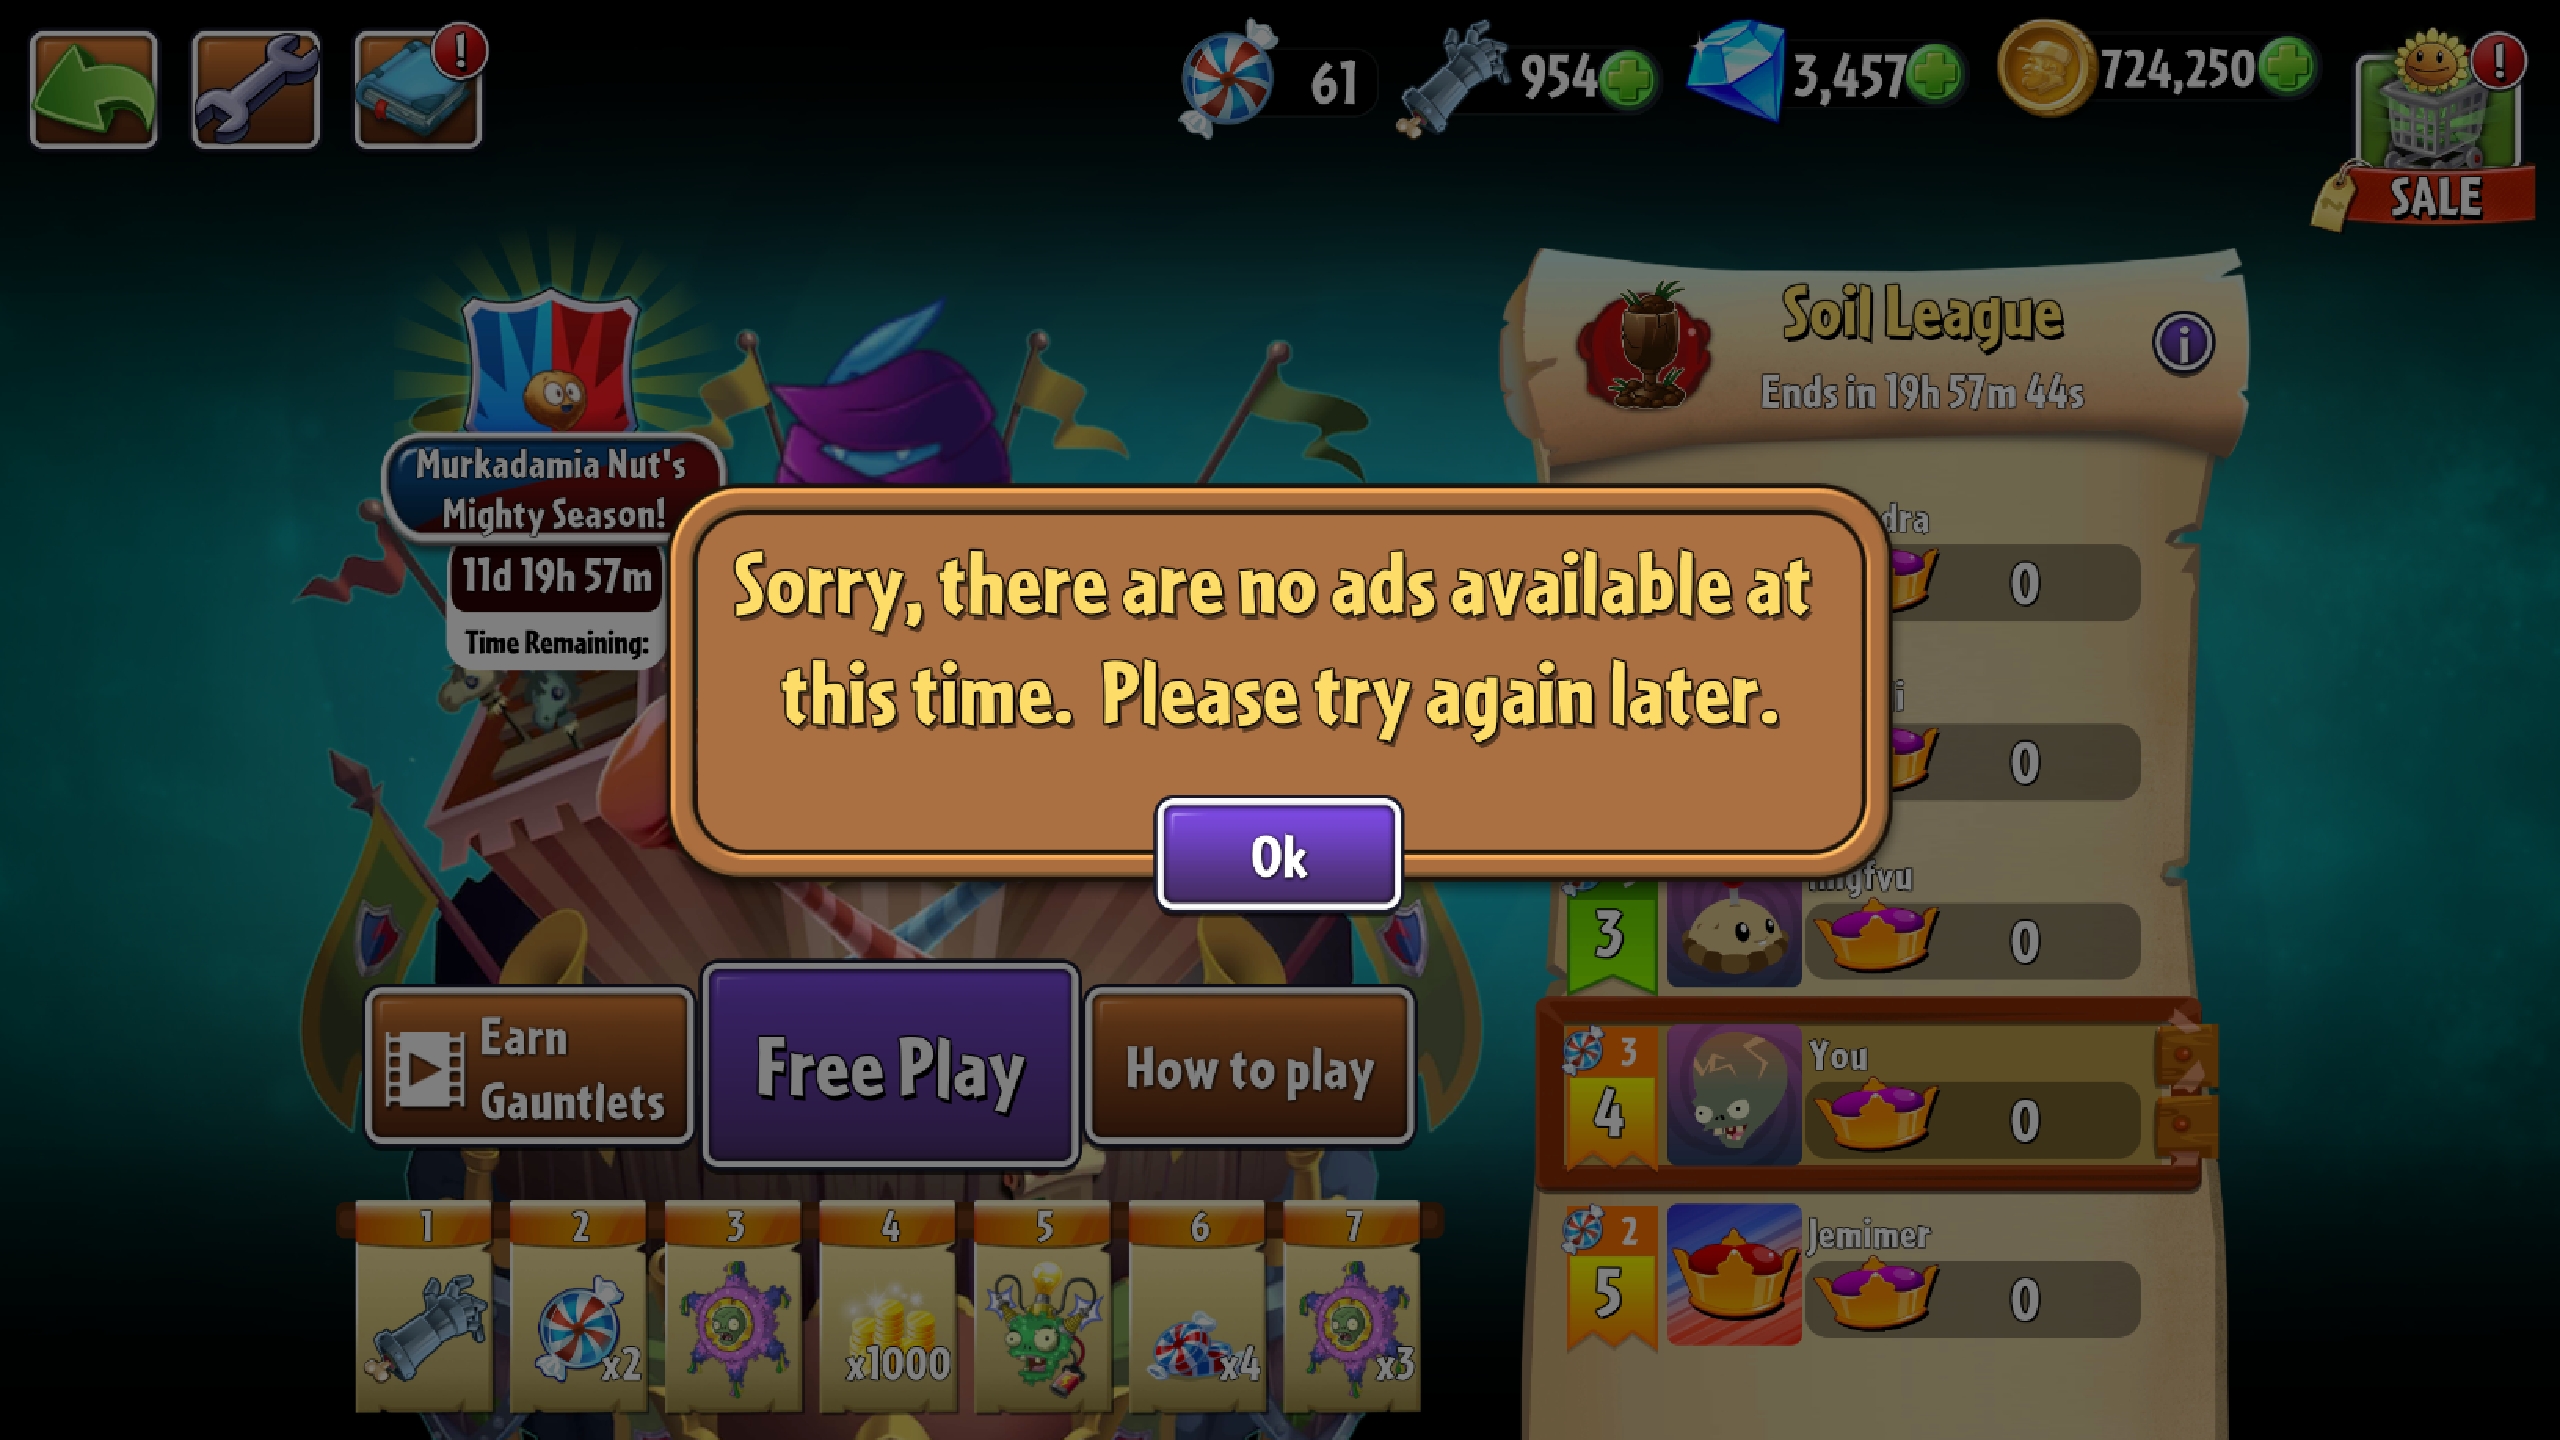 !
61
954
3,457
724,250
!
SALE
Soil League
Ends in 19h 57m 44s
Murkadamia Nut's
Mighty Season!
11d 19h 57m
Time Remaining:
Sorry, there are no ads available at
this time. Please try again later.
Ok
0
0
3
0
3
4
You
0
2
5
Jemimer
0
Earn
Gauntlets
Free Play
How to play
1
2
3
4
5
6
7
x2
x1000
x4
x3